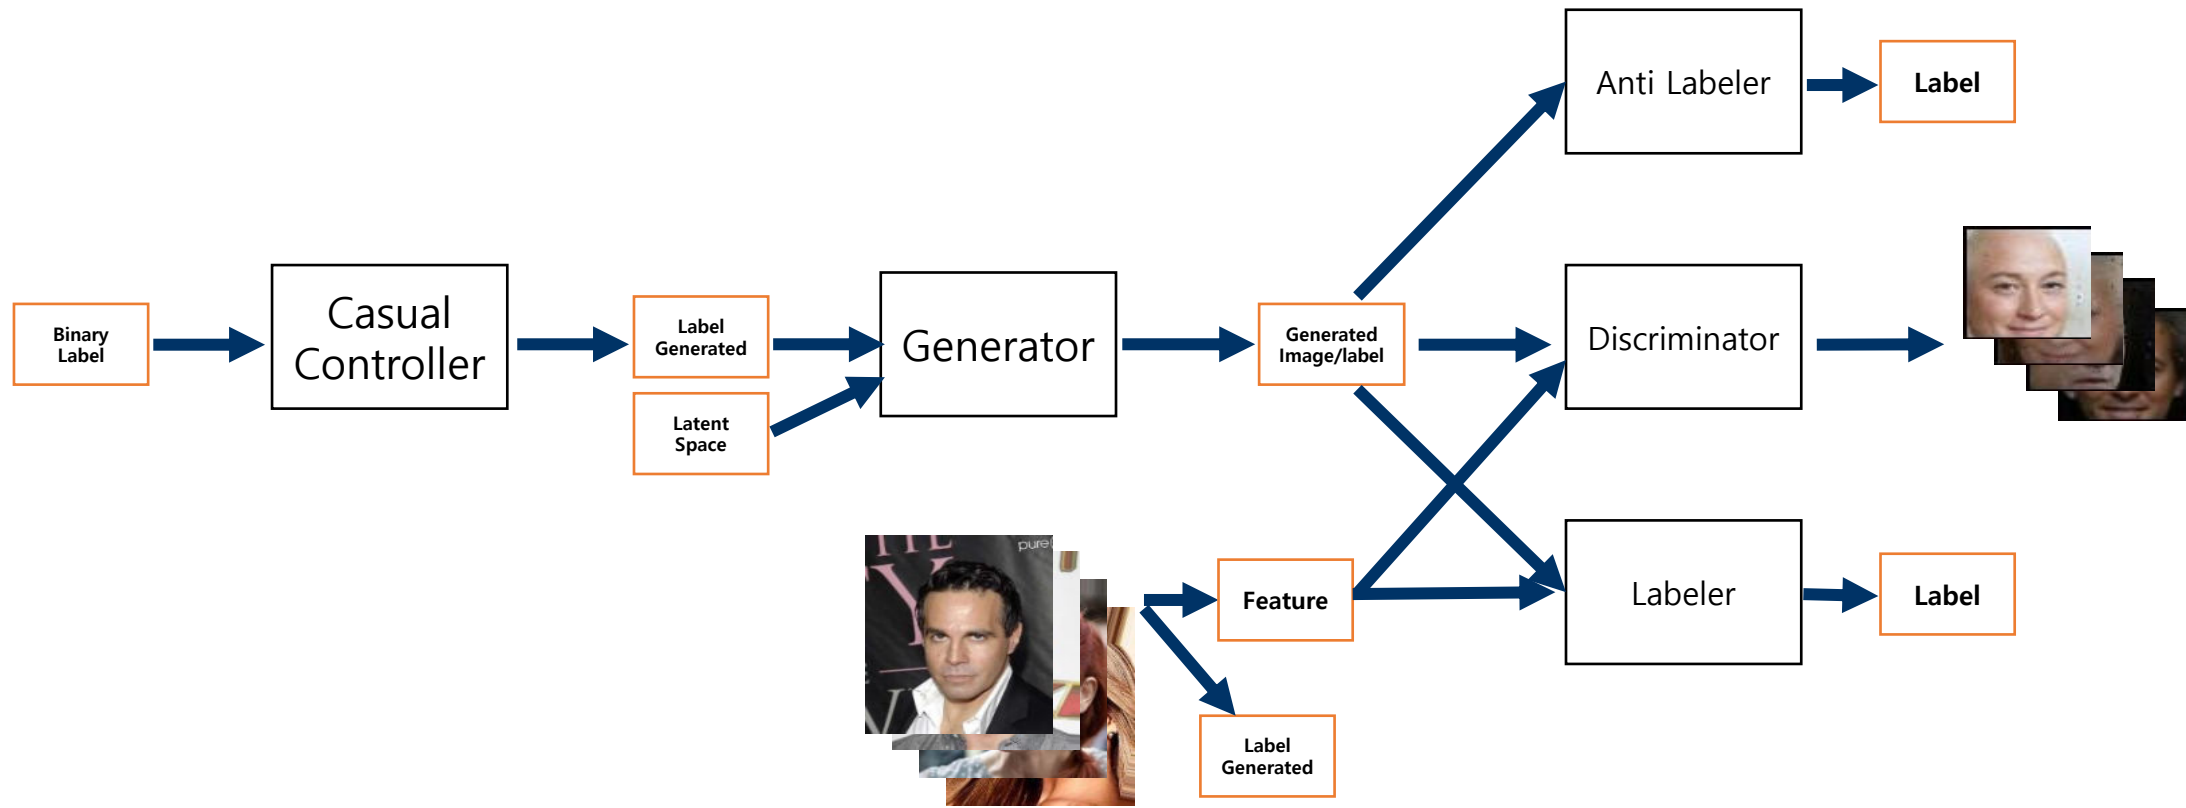 Anti Labeler
Label
Binary
Label
Casual
Controller
Label
Generated
Latent
Space
Generator
Generated
Image/label
Discriminator
pure
Feature
Labeler
Label
Label
Generated